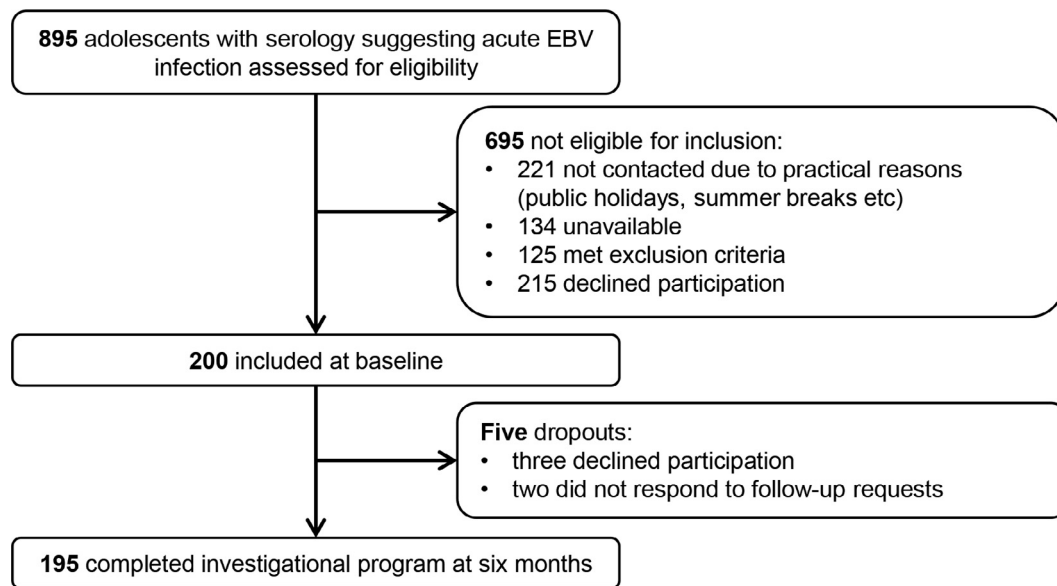 895 adolescents with serology suggesting acute EBV
infection assessed for eligibility
695 not eligible for inclusion:
• 221 not contacted due to practical reasons
(public holidays, summer breaks etc)
• 134 unavailable
• 125 met exclusion criteria
• 215 declined participation
200 included at baseline
Five dropouts:
• three declined participation
• two did not respond to follow-up requests
195 completed investigational program at six months